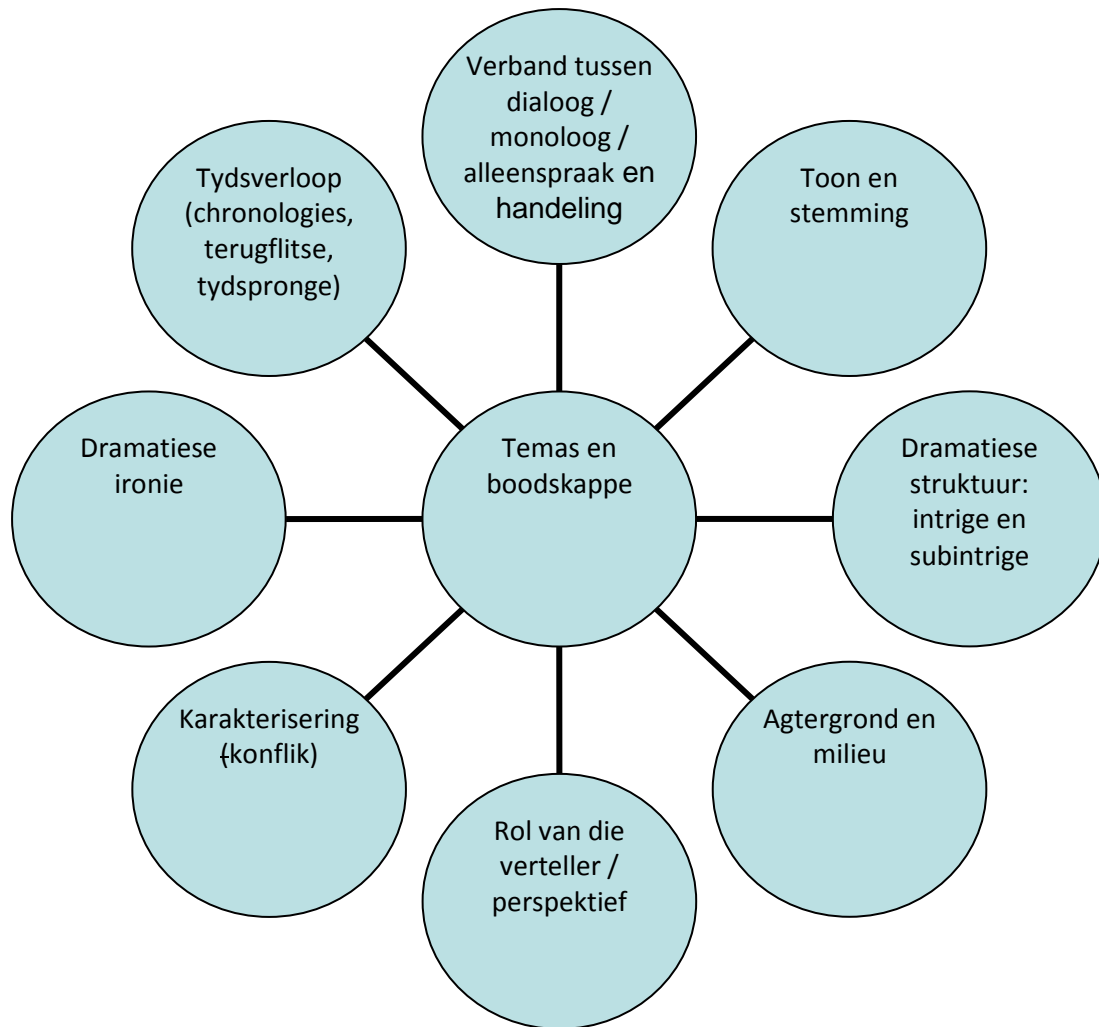 Verband tussen
dialoog /
monoloog /
alleenspraak en
handeling
Tydsverloop
(chronologies,
terugflitse,
tydspronge)
Toon en
stemming
Dramatiese
ironie
Temas en
boodskappe
Dramatiese
struktuur:
intrige en
subintrige
Karakterisering
(konflik)
Agtergrond en
milieu
Rol van die
verteller /
perspektief